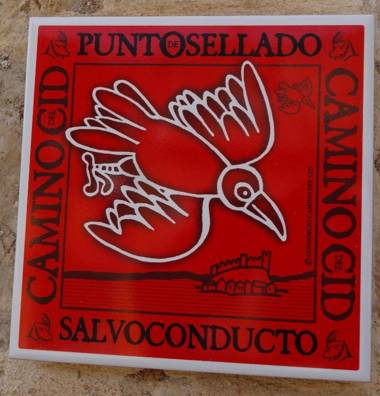 PUNTO DE SELLADO
CAMINO DEL CID
CAMINO DEL CID
SALVOCONDUCTO